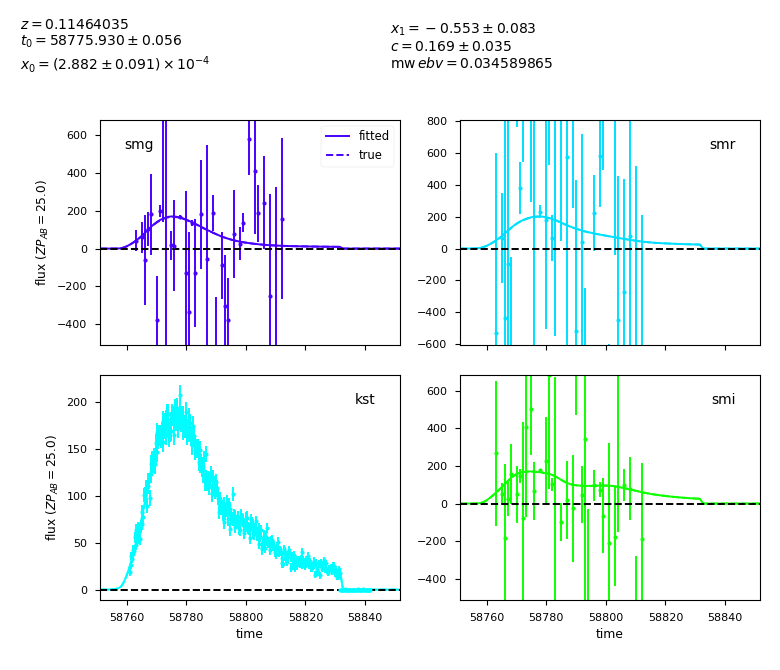 z = 0.11464035
t₀ = 58775.930 ± 0.056
x₀ = (2.882 ± 0.091) × 10⁻⁴
x₁ = −0.553 ± 0.083
c = 0.169 ± 0.035
mw ebv = 0.034589865
600
400
200
0
−200
−400
flux (ZP_AB = 25.0)
smg
fitted
true
800
600
400
200
0
−200
−400
−600
smr
200
150
100
50
0
flux (ZP_AB = 25.0)
kst
58760 58780 58800 58820 58840
time
600
400
200
0
−200
−400
smi
58760 58780 58800 58820 58840
time